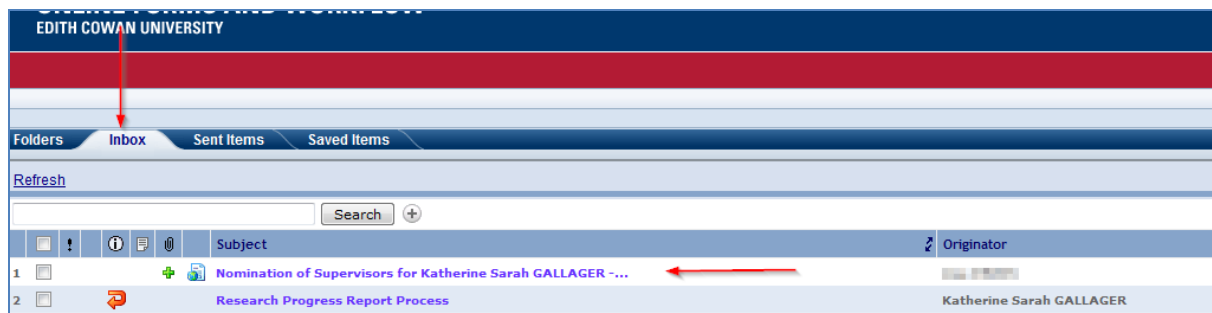 EDITH COWAN UNIVERSITY
Folders Inbox Sent Items Saved Items
Refresh
Search
! Subject Originator
1 Nomination of Supervisors for Katherine Sarah GALLAGER -...
2 Research Progress Report Process Katherine Sarah GALLAGER